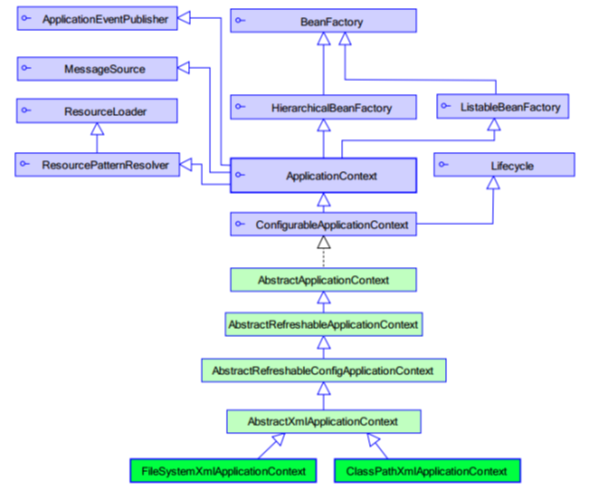 ApplicationEventPublisher
BeanFactory
MessageSource
ResourceLoader
HierarchicalBeanFactory
ListableBeanFactory
ResourcePatternResolver
ApplicationContext
Lifecycle
ConfigurableApplicationContext
AbstractApplicationContext
AbstractRefreshableApplicationContext
AbstractRefreshableConfigApplicationContext
AbstractXmlApplicationContext
FileSystemXmlApplicationContext
ClassPathXmlApplicationContext